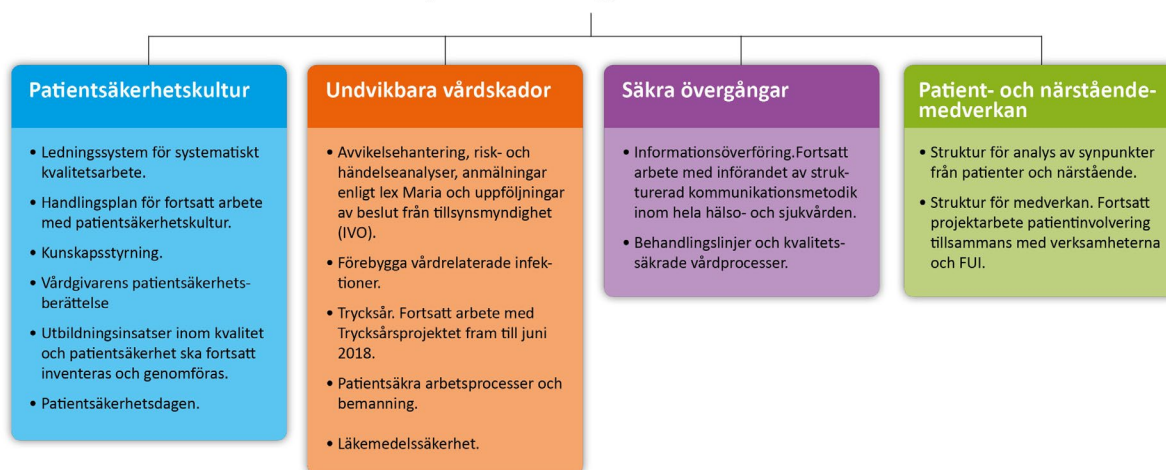 Patientsäkerhetskultur
• Ledningssystem för systematiskt
kvalitetsarbete.
• Handlingsplan för fortsatt arbete
med patientsäkerhetskultur.
• Kunskapsstyrning.
• Vårdgivarens patientsäkerhets-
berättelse
• Utbildningsinsatser inom kvalitet
och patientsäkerhet ska fortsatt
inventeras och genomföras.
• Patientsäkerhetsdagen.
Undvikbara vårdskador
• Avvikelsehantering, risk- och
händelseanalyser, anmälningar
enligt lex Maria och uppföljningar
av beslut från tillsynsmyndighet
(IVO).
• Förebygga vårdrelaterade infek-
tioner.
• Trycksår. Fortsatt arbete med
Trycksårsprojektet fram till juni
2018.
• Patientsäkra arbetsprocesser och
bemanning.
• Läkemedelssäkerhet.
Säkra övergångar
• Informationsöverföring.Fortsatt
arbete med införandet av struk-
turerad kommunikationsmetodik
inom hela hälso- och sjukvården.
• Behandlingslinjer och kvalitets-
säkrade vårdprocesser.
Patient- och närstående-
medverkan
• Struktur för analys av synpunkter
från patienter och närstående.
• Struktur för medverkan. Fortsatt
projektarbete patientinvolvering
tillsammans med verksamheterna
och FUI.